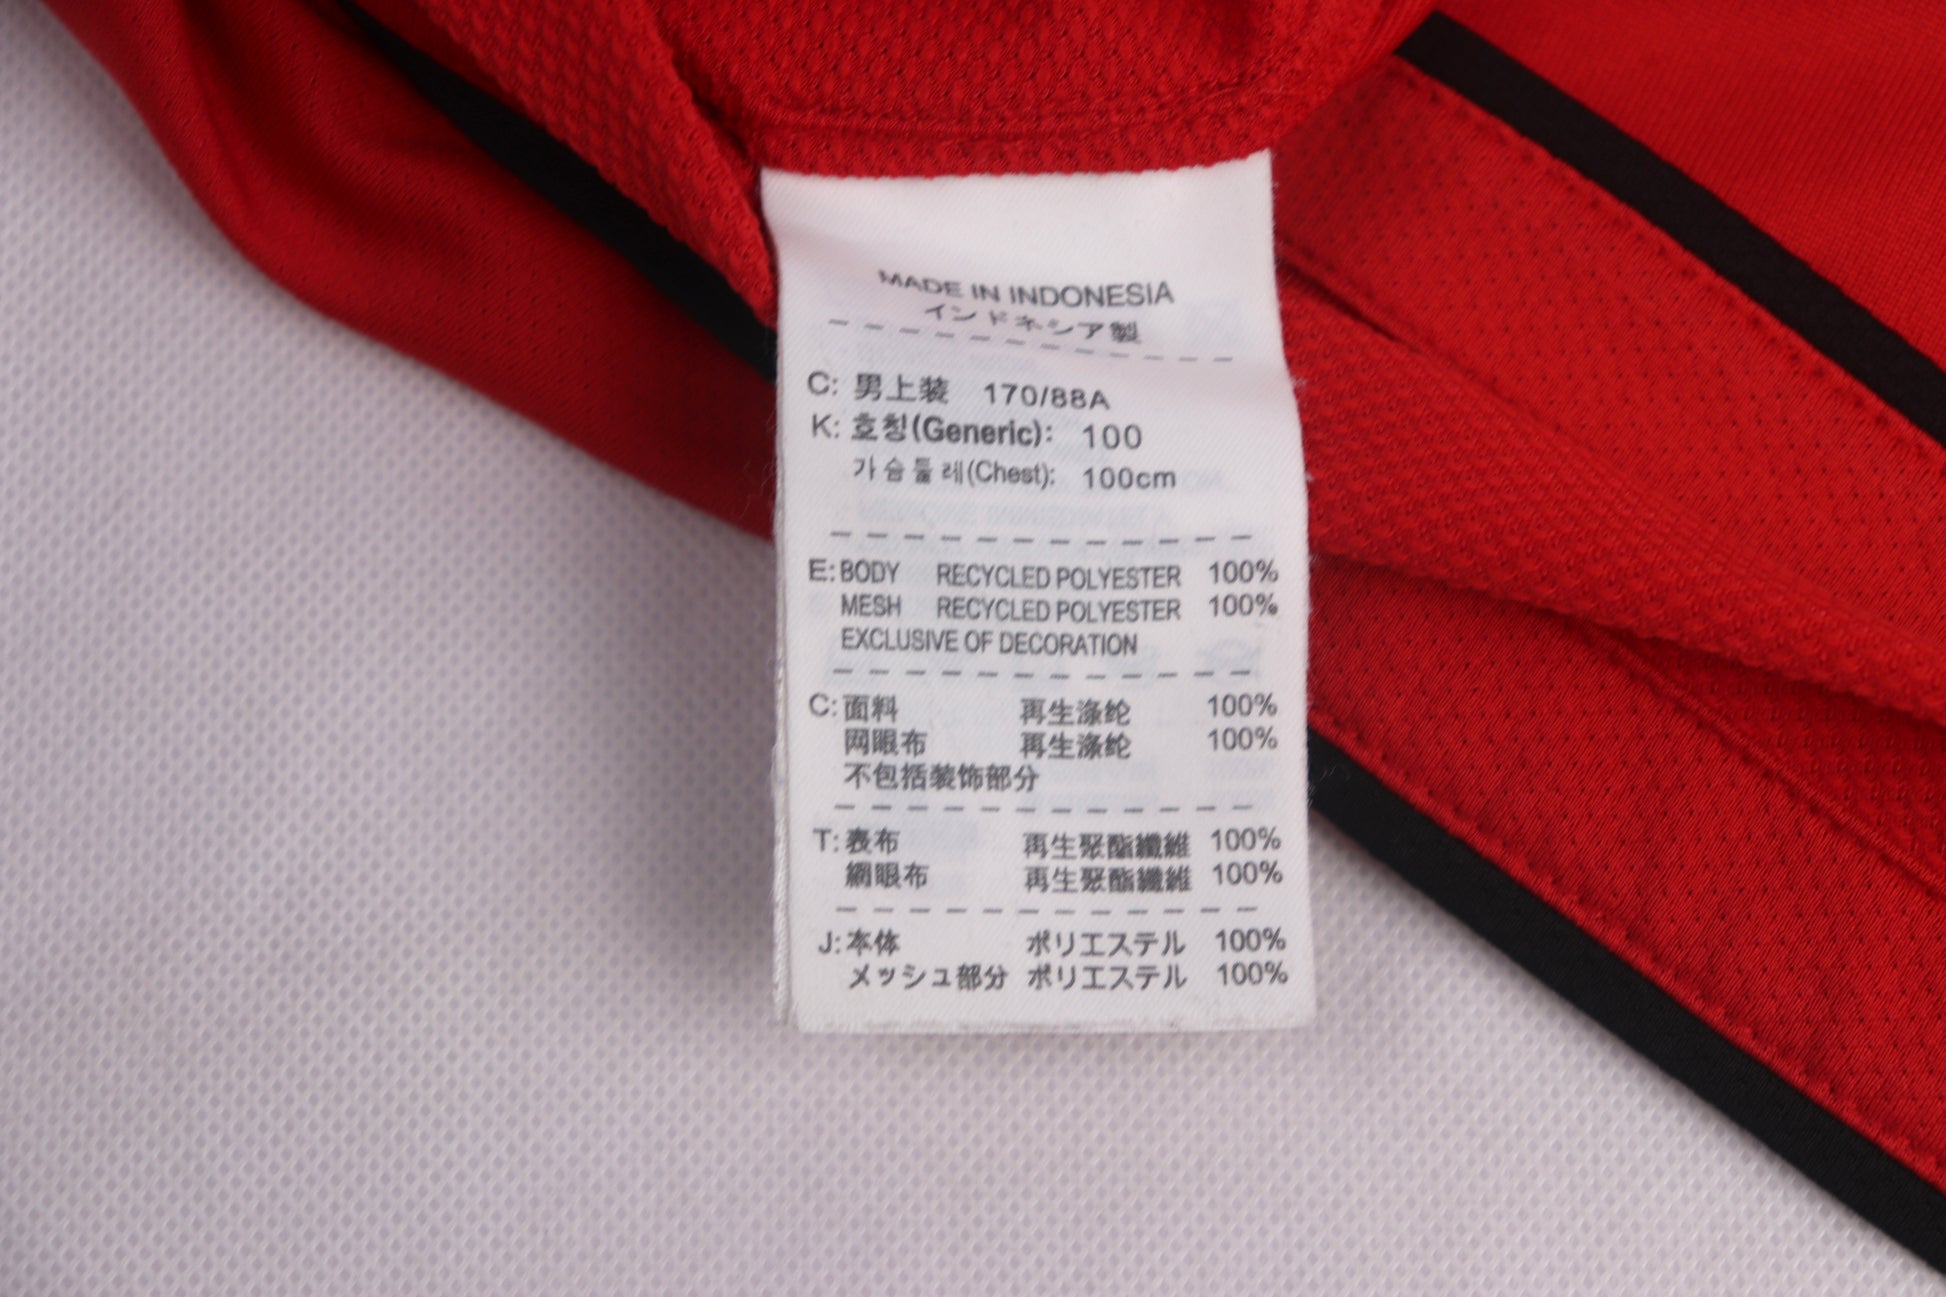 MADE IN INDONESIA
インドネシア製
C: 男上装 170/88A
K: 호칭(Generic): 100
가슴둘레(Chest): 100cm
E: BODY RECYCLED POLYESTER 100%
MESH RECYCLED POLYESTER 100%
EXCLUSIVE OF DECORATION
C: 面料 再生涤纶 100%
网眼布 再生涤纶 100%
不包括装饰部分
T: 表布 再生聚酯纖維 100%
網眼布 再生聚酯纖維 100%
J: 本体 ポリエステル 100%
メッシュ部分 ポリエステル 100%